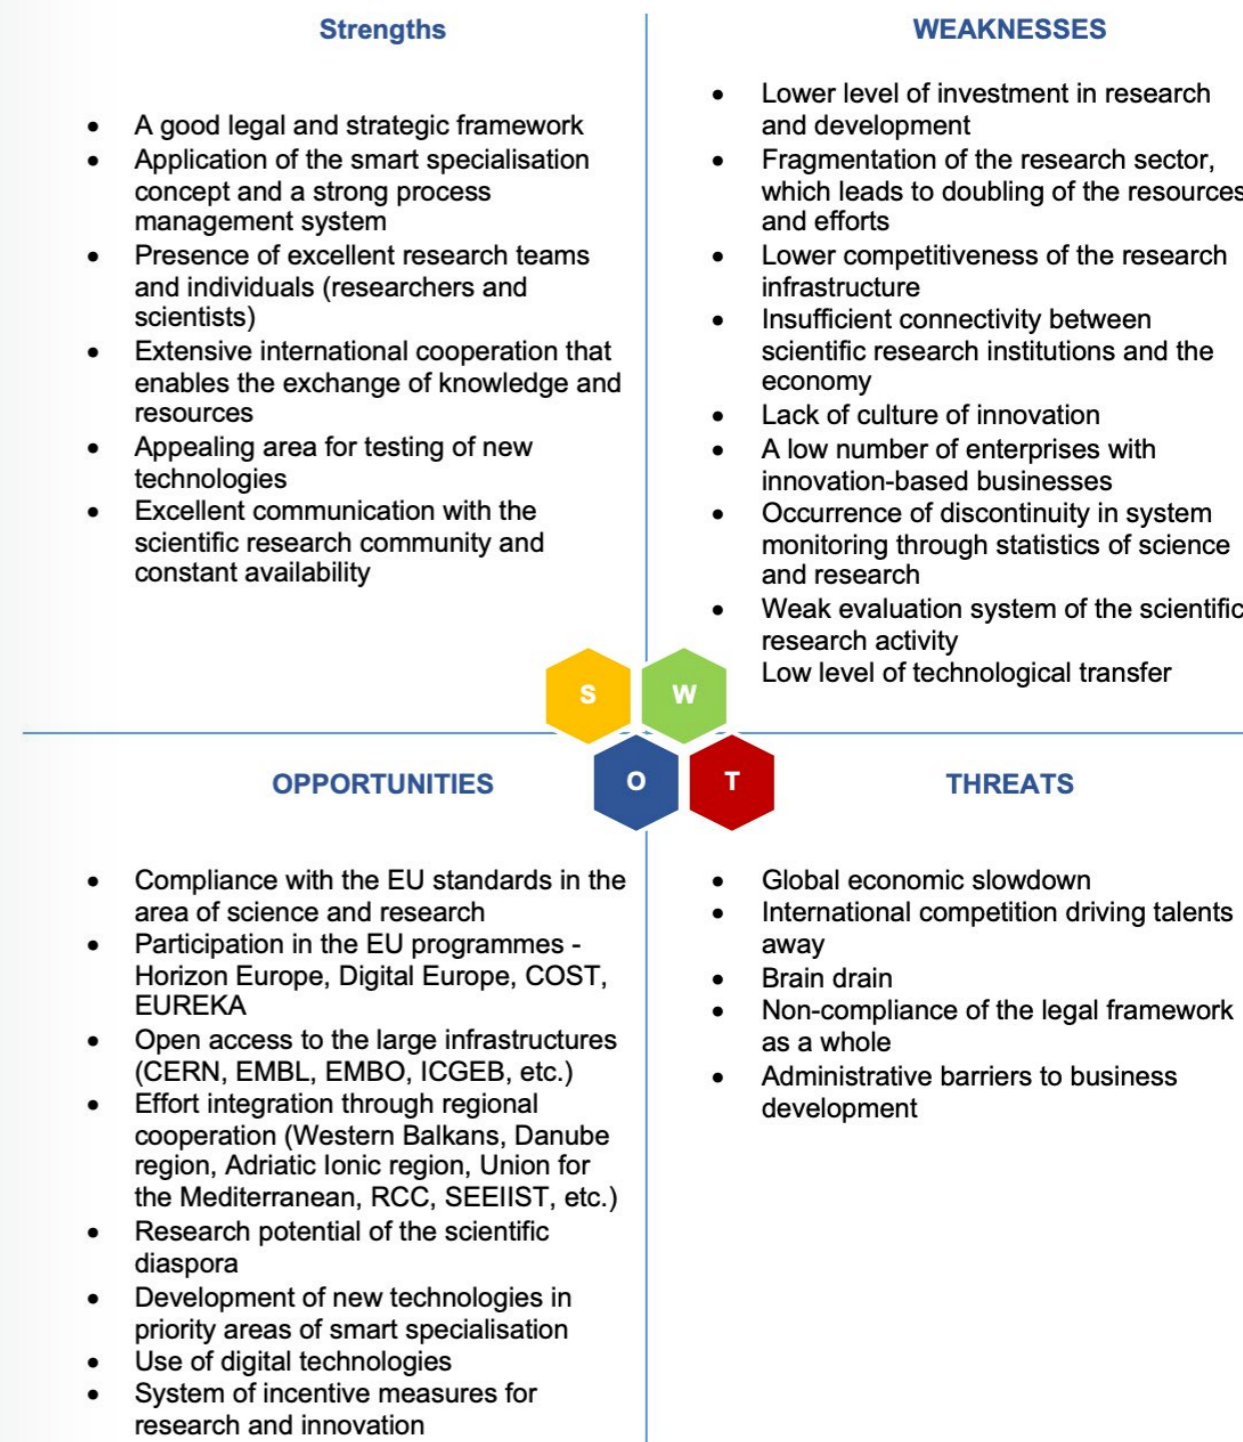 Strengths
• A good legal and strategic framework
• Application of the smart specialisation
concept and a strong process
management system
• Presence of excellent research teams
and individuals (researchers and
scientists)
• Extensive international cooperation that
enables the exchange of knowledge and
resources
• Appealing area for testing of new
technologies
• Excellent communication with the
scientific research community and
constant availability
WEAKNESSES
• Lower level of investment in research
and development
• Fragmentation of the research sector,
which leads to doubling of the resources
and efforts
• Lower competitiveness of the research
infrastructure
• Insufficient connectivity between
scientific research institutions and the
economy
• Lack of culture of innovation
• A low number of enterprises with
innovation-based businesses
• Occurrence of discontinuity in system
monitoring through statistics of science
and research
• Weak evaluation system of the scientific
research activity
Low level of technological transfer
S
W
O
T
OPPORTUNITIES
• Compliance with the EU standards in the
area of science and research
• Participation in the EU programmes -
Horizon Europe, Digital Europe, COST,
EUREKA
• Open access to the large infrastructures
(CERN, EMBL, EMBO, ICGEB, etc.)
• Effort integration through regional
cooperation (Western Balkans, Danube
region, Adriatic Ionic region, Union for
the Mediterranean, RCC, SEEIIST, etc.)
• Research potential of the scientific
diaspora
• Development of new technologies in
priority areas of smart specialisation
• Use of digital technologies
• System of incentive measures for
research and innovation
THREATS
• Global economic slowdown
• International competition driving talents
away
• Brain drain
• Non-compliance of the legal framework
as a whole
• Administrative barriers to business
development